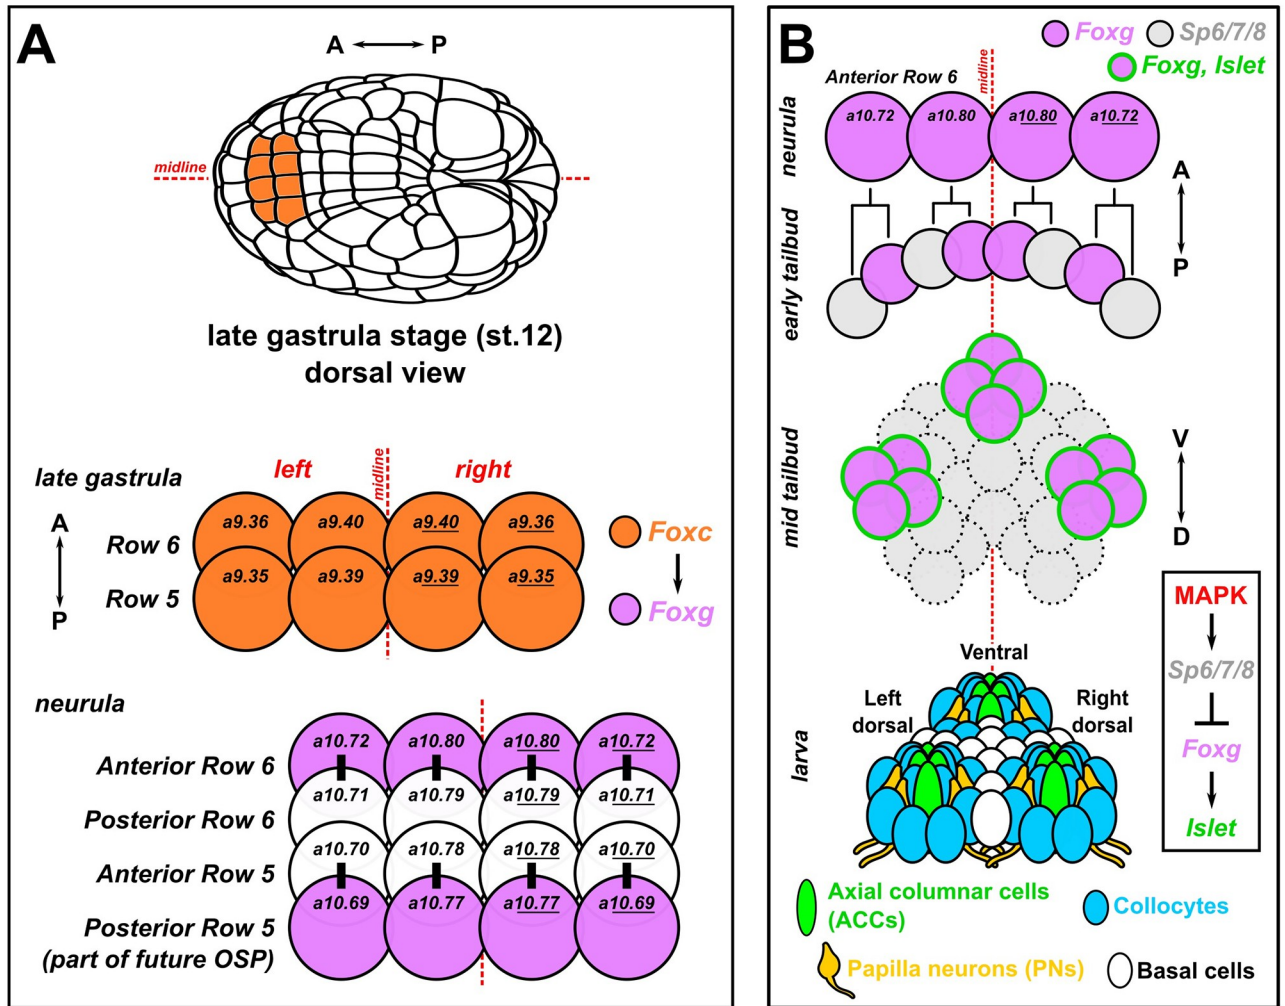 A
A P
midline
late gastrula stage (st.12)
dorsal view
late gastrula
left
midline
right
A
P
Row 6
Row 5
a9.36 a9.40 a9.40 a9.36
a9.35 a9.39 a9.39 a9.35
Foxc
Foxg
neurula
Anterior Row 6
a10.72 a10.80 a10.80 a10.72
Posterior Row 6
a10.71 a10.79 a10.79 a10.71
Anterior Row 5
a10.70 a10.78 a10.78 a10.70
Posterior Row 5
(part of future OSP)
a10.69 a10.77 a10.77 a10.69
B
Foxg Sp6/7/8
Foxg, Islet
Anterior Row 6
midline
neurula
a10.72 a10.80 a10.80 a10.72
A
P
early tailbud
mid tailbud
V
D
larva
Ventral
Left
dorsal
Right
dorsal
MAPK
Sp6/7/8
Foxg
Islet
Axial columnar cells
(ACCs)
Collocytes
Papilla neurons (PNs)
Basal cells